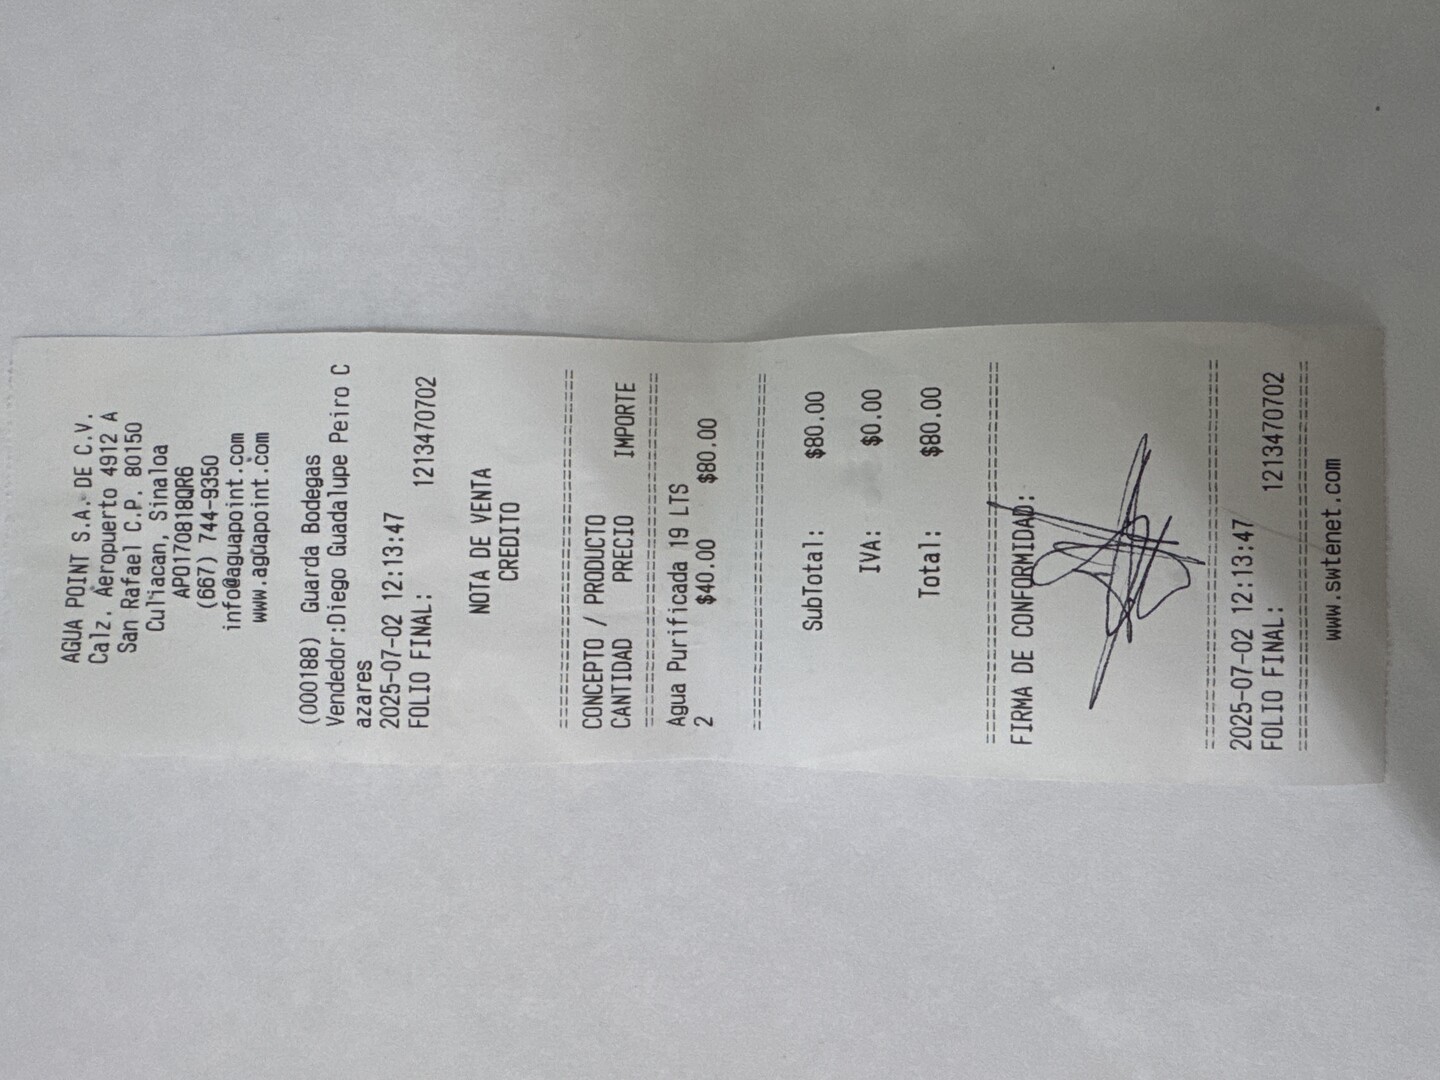 AGUA POINT S.A. DE C.V.
Calz. Aeropuerto 4912 A
San Rafael C.P. 80150
Culiacan, Sinaloa
APO170818QR6
(667) 744-9350
info@aguapoint.com
www.aguapoint.com
(000188) Guarda Bodegas
Vendedor:Diego Guadalupe Peiro C
azares
2025-07-02 12:13:47
FOLIO FINAL: 1213470702
NOTA DE VENTA
CREDITO
CONCEPTO / PRODUCTO
CANTIDAD PRECIO IMPORTE
Agua Purificada 19 LTS
2 $40.00 $80.00
SubTotal: $80.00
IVA: $0.00
Total: $80.00
FIRMA DE CONFORMIDAD:
2025-07-02 12:13:47
FOLIO FINAL: 1213470702
www.swtenet.com